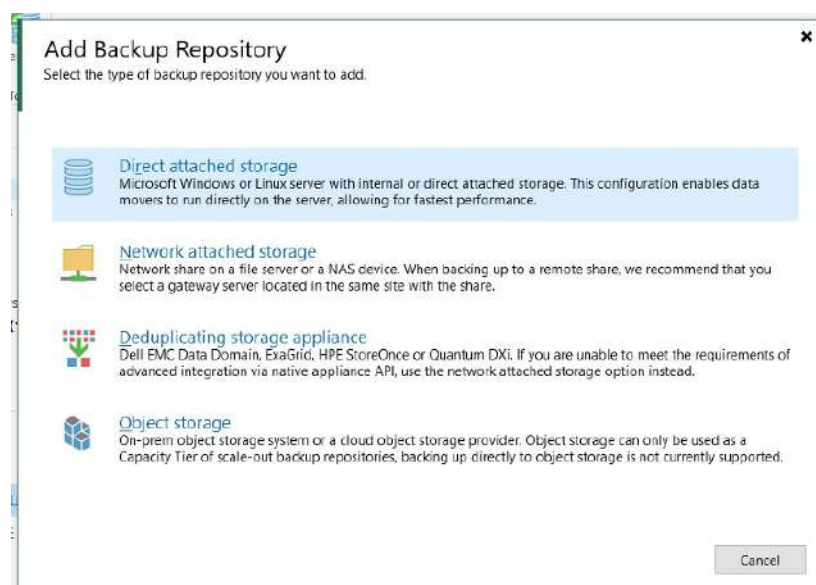 Add Backup Repository
Select the type of backup repository you want to add.
Direct attached storage
Microsoft Windows or Linux server with internal or direct attached storage. This configuration enables data
movers to run directly on the server, allowing for fastest performance.
Network attached storage
Network share on a file server or a NAS device. When backing up to a remote share, we recommend that you
select a gateway server located in the same site with the share.
Deduplicating storage appliance
Dell EMC Data Domain, ExaGrid, HPE StoreOnce or Quantum DXi. If you are unable to meet the requirements of
advanced integration via native appliance API, use the network attached storage option instead.
Object storage
On-prem object storage system or a cloud object storage provider. Object storage can only be used as a
Capacity Tier of scale-out backup repositories, backing up directly to object storage is not currently supported.
Cancel